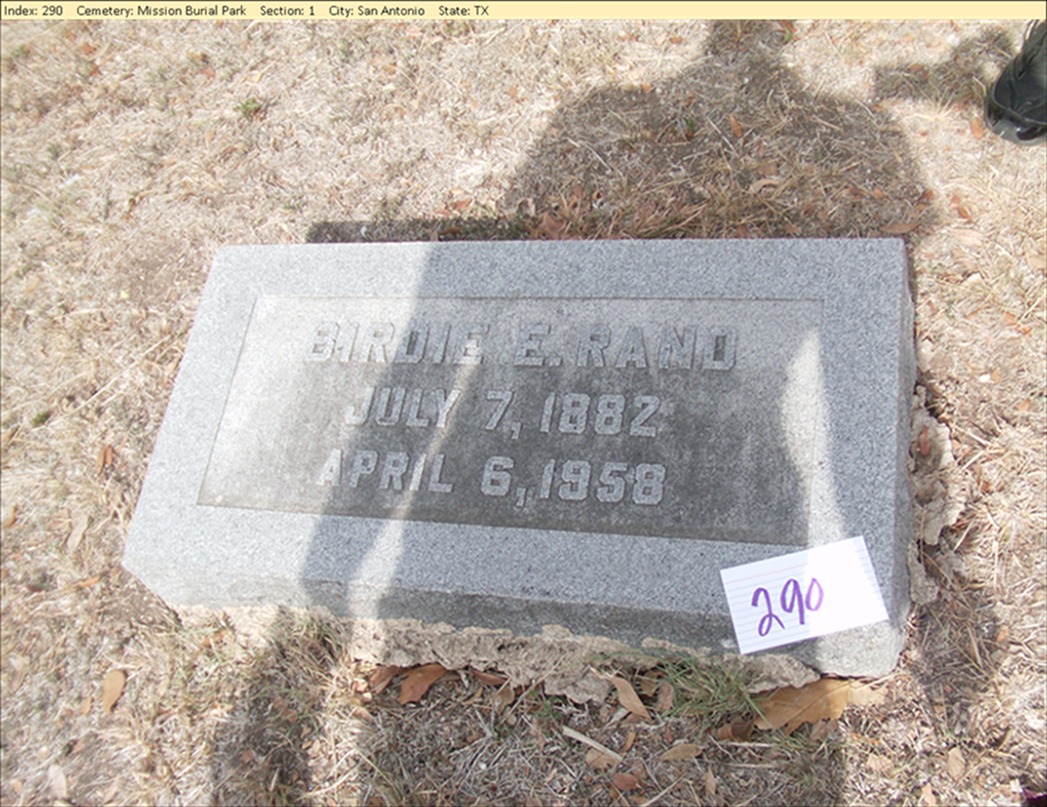 Index: 290 Cemetery: Mission Burial Park Section: 1 City: San Antonio State: TX
BIRDIE E. RAND
JULY 7, 1882
APRIL 6, 1958
290